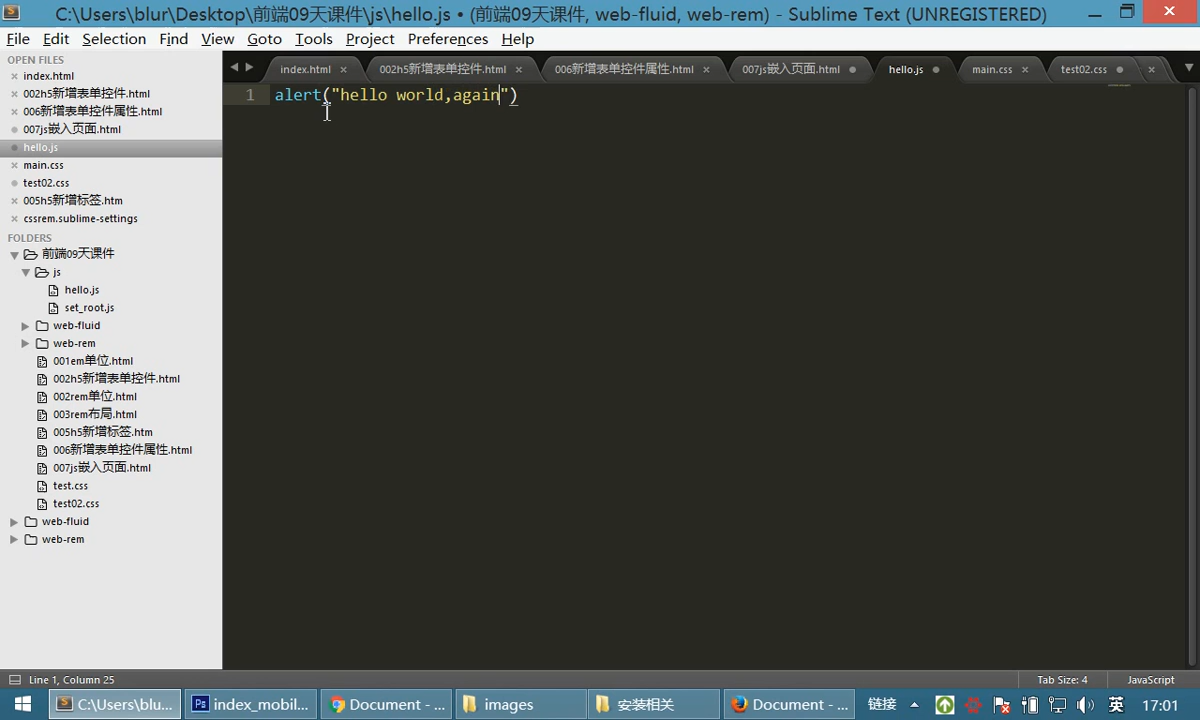 C:\Users\blur\Desktop\前端09天课件\js\hello.js • (前端09天课件, web-fluid, web-rem) - Sublime Text (UNREGISTERED)
File Edit Selection Find View Goto Tools Project Preferences Help
OPEN FILES
index.html
002h5新增表单控件.html
006新增表单控件属性.html
007js嵌入页面.html
hello.js
main.css
test02.css
005h5新增标签.htm
cssrem.sublime-settings
FOLDERS
前端09天课件
js
hello.js
set_root.js
web-fluid
web-rem
001em单位.html
002h5新增表单控件.html
002rem单位.html
003rem布局.html
005h5新增标签.htm
006新增表单控件属性.html
007js嵌入页面.html
test.css
test02.css
web-fluid
web-rem
index.html 002h5新增表单控件.html 006新增表单控件属性.html 007js嵌入页面.html hello.js main.css test02.css
1 alert("hello world,again")
Line 1, Column 25 Tab Size: 4 JavaScript
C:\Users\blu... index_mobil... Document - ... images 安装相关 Document - ... 链接 英 17:01